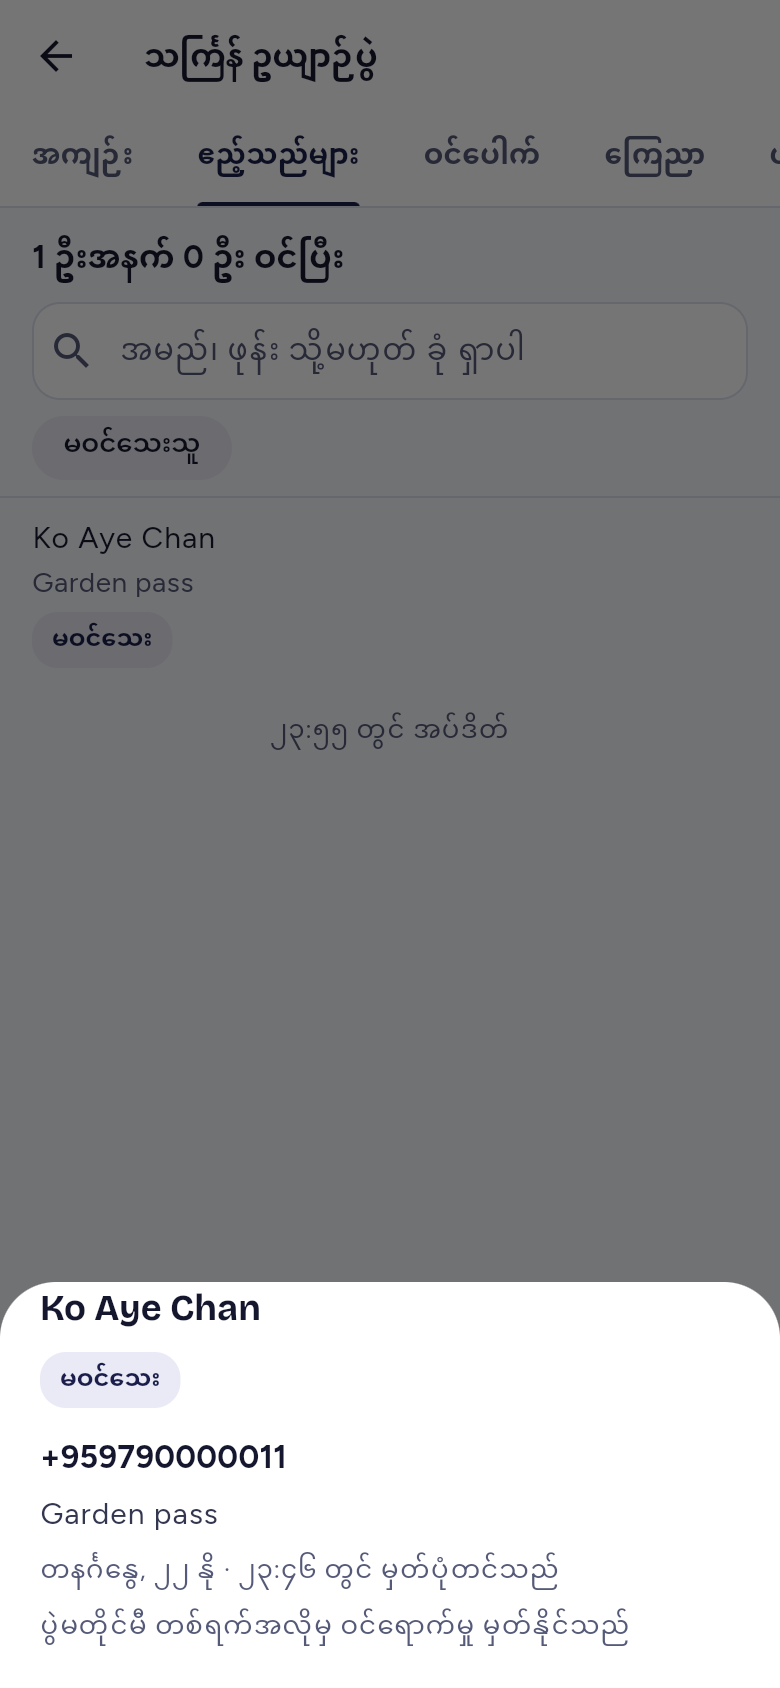 သင်္ကြန် ဥယျာဉ်ပွဲ
အကျဉ်း ဧည့်သည်များ ဝင်ပေါက် ကြေညာ
1 ဦးအနက် 0 ဦး ဝင်ပြီး
အမည်၊ ဖုန်း သို့မဟုတ် ခုံ ရှာပါ
မဝင်သေးသူ
Ko Aye Chan
Garden pass
မဝင်သေး
၂၃:၅၅ တွင် အပ်ဒိတ်
Ko Aye Chan
မဝင်သေး
+959790000011
Garden pass
တနင်္ဂနွေ, ၂၂ နို · ၂၃:၄၆ တွင် မှတ်ပုံတင်သည်
ပွဲမတိုင်မီ တစ်ရက်အလိုမှ ဝင်ရောက်မှု မှတ်နိုင်သည်